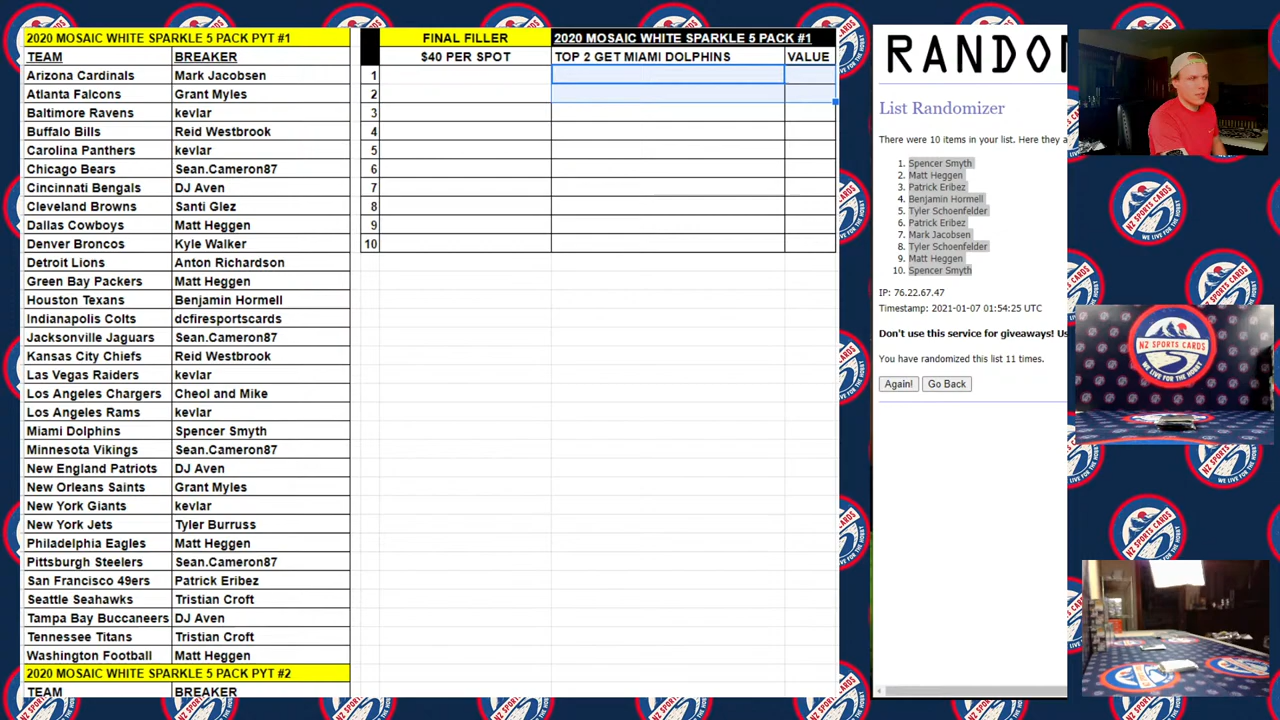 2020 MOSAIC WHITE SPARKLE 5 PACK PYT #1
TEAM BREAKER
Arizona Cardinals Mark Jacobsen
Atlanta Falcons Grant Myles
Baltimore Ravens kevlar
Buffalo Bills Reid Westbrook
Carolina Panthers kevlar
Chicago Bears Sean.Cameron87
Cincinnati Bengals DJ Aven
Cleveland Browns Santi Glez
Dallas Cowboys Matt Heggen
Denver Broncos Kyle Walker
Detroit Lions Anton Richardson
Green Bay Packers Matt Heggen
Houston Texans Benjamin Hormell
Indianapolis Colts dcfiresportscards
Jacksonville Jaguars Sean.Cameron87
Kansas City Chiefs Reid Westbrook
Las Vegas Raiders kevlar
Los Angeles Chargers Cheol and Mike
Los Angeles Rams kevlar
Miami Dolphins Spencer Smyth
Minnesota Vikings Sean.Cameron87
New England Patriots DJ Aven
New Orleans Saints Grant Myles
New York Giants kevlar
New York Jets Tyler Burruss
Philadelphia Eagles Matt Heggen
Pittsburgh Steelers Sean.Cameron87
San Francisco 49ers Patrick Eribez
Seattle Seahawks Tristian Croft
Tampa Bay Buccaneers DJ Aven
Tennessee Titans Tristian Croft
Washington Football Matt Heggen
2020 MOSAIC WHITE SPARKLE 5 PACK PYT #2
TEAM BREAKER
FINAL FILLER 2020 MOSAIC WHITE SPARKLE 5 PACK #1
$40 PER SPOT TOP 2 GET MIAMI DOLPHINS VALUE
1
2
3
4
5
6
7
8
9
10
RANDO
List Randomizer
There were 10 items in your list. Here they a
1. Spencer Smyth
2. Matt Heggen
3. Patrick Eribez
4. Benjamin Hormell
5. Tyler Schoenfelder
6. Patrick Eribez
7. Mark Jacobsen
8. Tyler Schoenfelder
9. Matt Heggen
10. Spencer Smyth
IP: 76.22.67.47
Timestamp: 2021-01-07 01:54:25 UTC
Don't use this service for giveaways! Us
You have randomized this list 11 times.
Again! Go Back
NZ SPORTS CARDS
WE LIVE FOR THE HOBBY